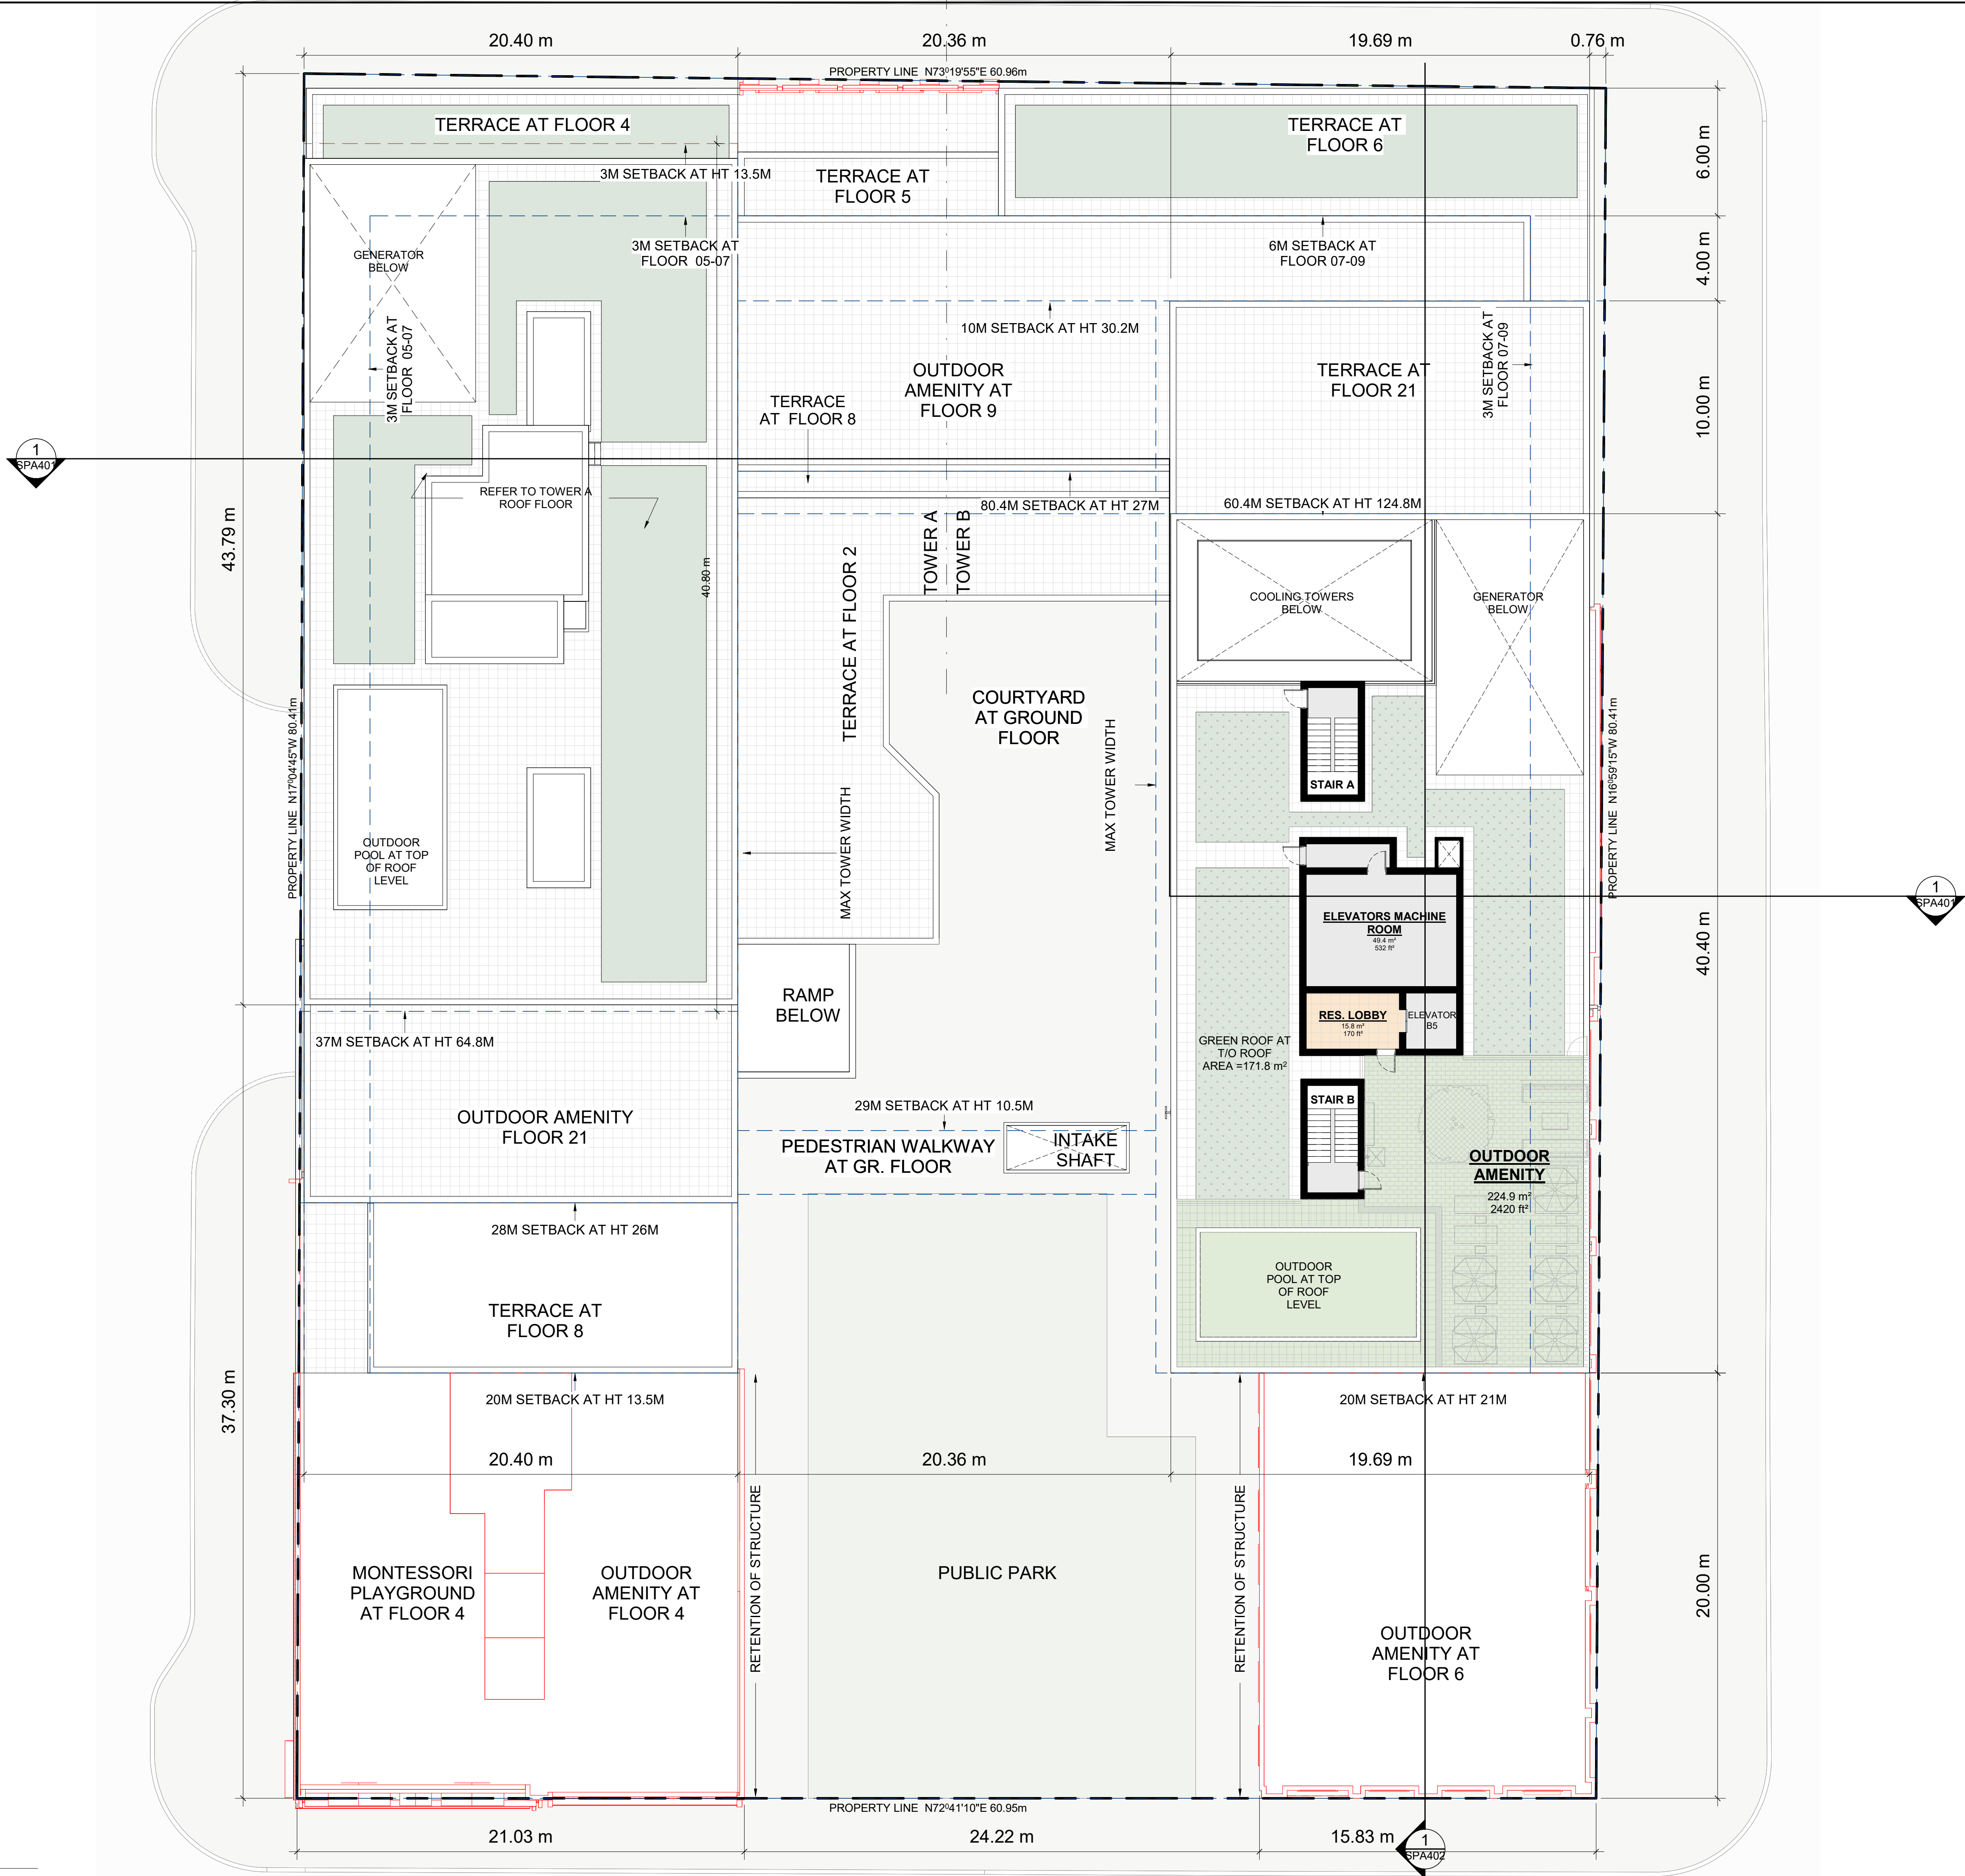 20.40 m
20.36 m
19.69 m
0.76 m
PROPERTY LINE N73⁰19'55"E 60.96m
TERRACE AT FLOOR 4
TERRACE AT
FLOOR 6
6.00 m
3M SETBACK AT HT 13.5M
TERRACE AT
FLOOR 5
3M SETBACK AT
FLOOR 05-07
6M SETBACK AT
FLOOR 07-09
4.00 m
GENERATOR
BELOW
3M SETBACK AT
FLOOR 05-07
10M SETBACK AT HT 30.2M
3M SETBACK AT
FLOOR 07-09
OUTDOOR
AMENITY AT
FLOOR 9
TERRACE AT
FLOOR 21
10.00 m
TERRACE
AT FLOOR 8
1
SPA401
REFER TO TOWER A
ROOF FLOOR
80.4M SETBACK AT HT 27M
60.4M SETBACK AT HT 124.8M
43.79 m
40.80 m
TERRACE AT FLOOR 2
TOWER A
TOWER B
COOLING TOWERS
BELOW
GENERATOR
BELOW
COURTYARD
AT GROUND
FLOOR
MAX TOWER WIDTH
MAX TOWER WIDTH
STAIR A
PROPERTY LINE N17⁰04'45"W 80.41m
PROPERTY LINE N16⁰59'15"W 80.41m
OUTDOOR
POOL AT TOP
OF ROOF
LEVEL
1
SPA401
ELEVATORS MACHINE
ROOM
49.4 m²
532 ft²
40.40 m
RAMP
BELOW
RES. LOBBY
15.8 m²
170 ft²
ELEVATOR
B5
37M SETBACK AT HT 64.8M
GREEN ROOF AT
T/O ROOF
AREA =171.8 m²
STAIR B
OUTDOOR AMENITY
FLOOR 21
29M SETBACK AT HT 10.5M
PEDESTRIAN WALKWAY
AT GR. FLOOR
INTAKE
SHAFT
OUTDOOR
AMENITY
224.9 m²
2420 ft²
28M SETBACK AT HT 26M
OUTDOOR
POOL AT TOP
OF ROOF
LEVEL
TERRACE AT
FLOOR 8
37.30 m
20M SETBACK AT HT 13.5M
20M SETBACK AT HT 21M
20.40 m
20.36 m
19.69 m
RETENTION OF STRUCTURE
RETENTION OF STRUCTURE
MONTESSORI
PLAYGROUND
AT FLOOR 4
OUTDOOR
AMENITY AT
FLOOR 4
PUBLIC PARK
20.00 m
OUTDOOR
AMENITY AT
FLOOR 6
PROPERTY LINE N72⁰41'10"E 60.95m
21.03 m
24.22 m
15.83 m
1
SPA402